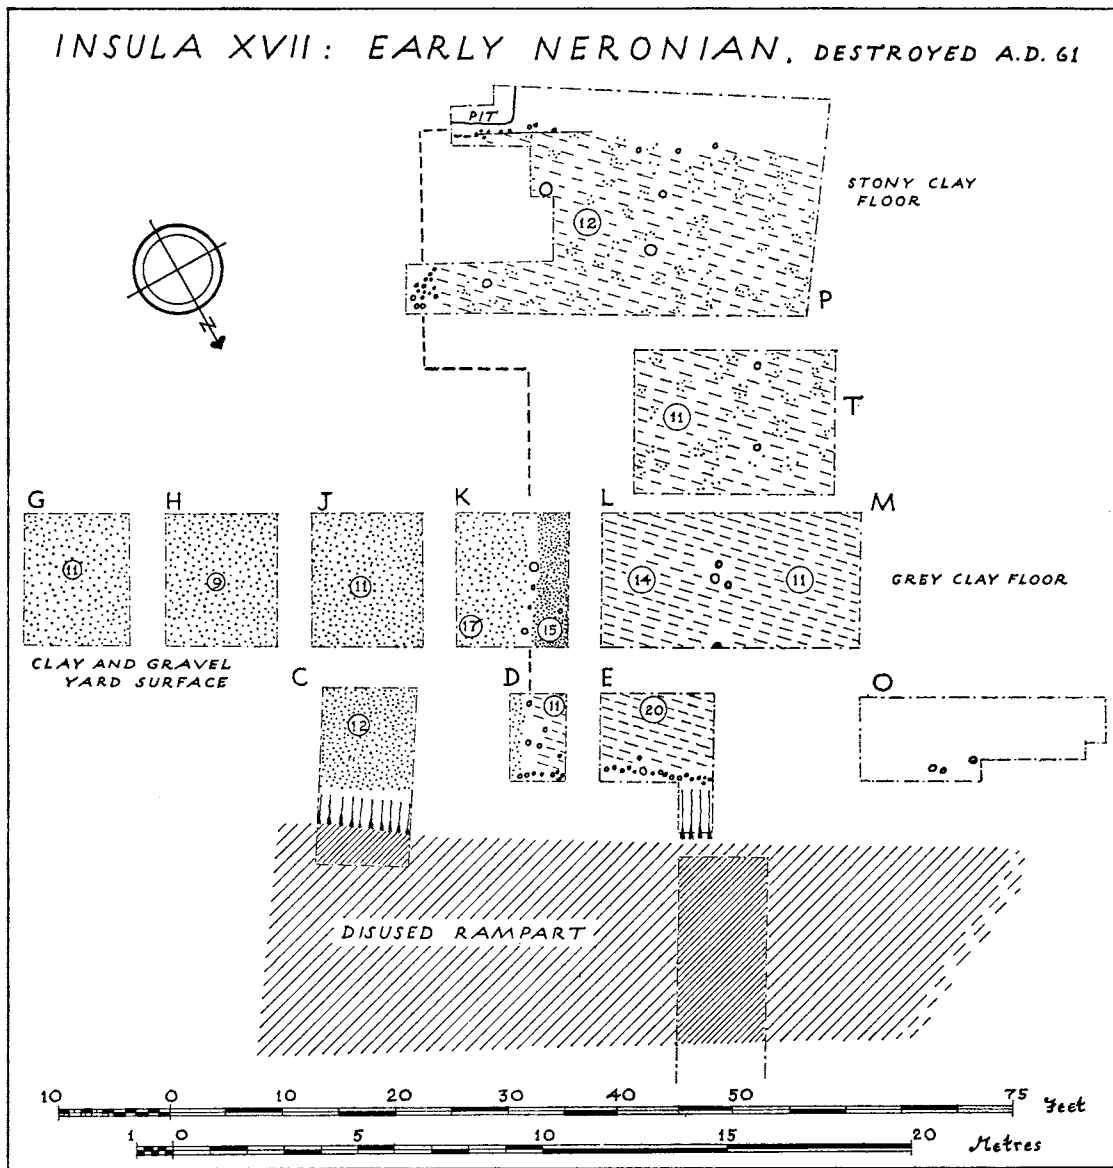 INSULA XVII: EARLY NERONIAN, DESTROYED A.D. 61
PIT
STONY CLAY
FLOOR
12
P
N
11
T
G H J K L M
11 9 11 17 15 14 11
GREY CLAY FLOOR
CLAY AND GRAVEL
YARD SURFACE
C D E O
12 11 20
DISUSED RAMPART
10 0 10 20 30 40 50 75 Feet
1 0 5 10 15 20 Metres